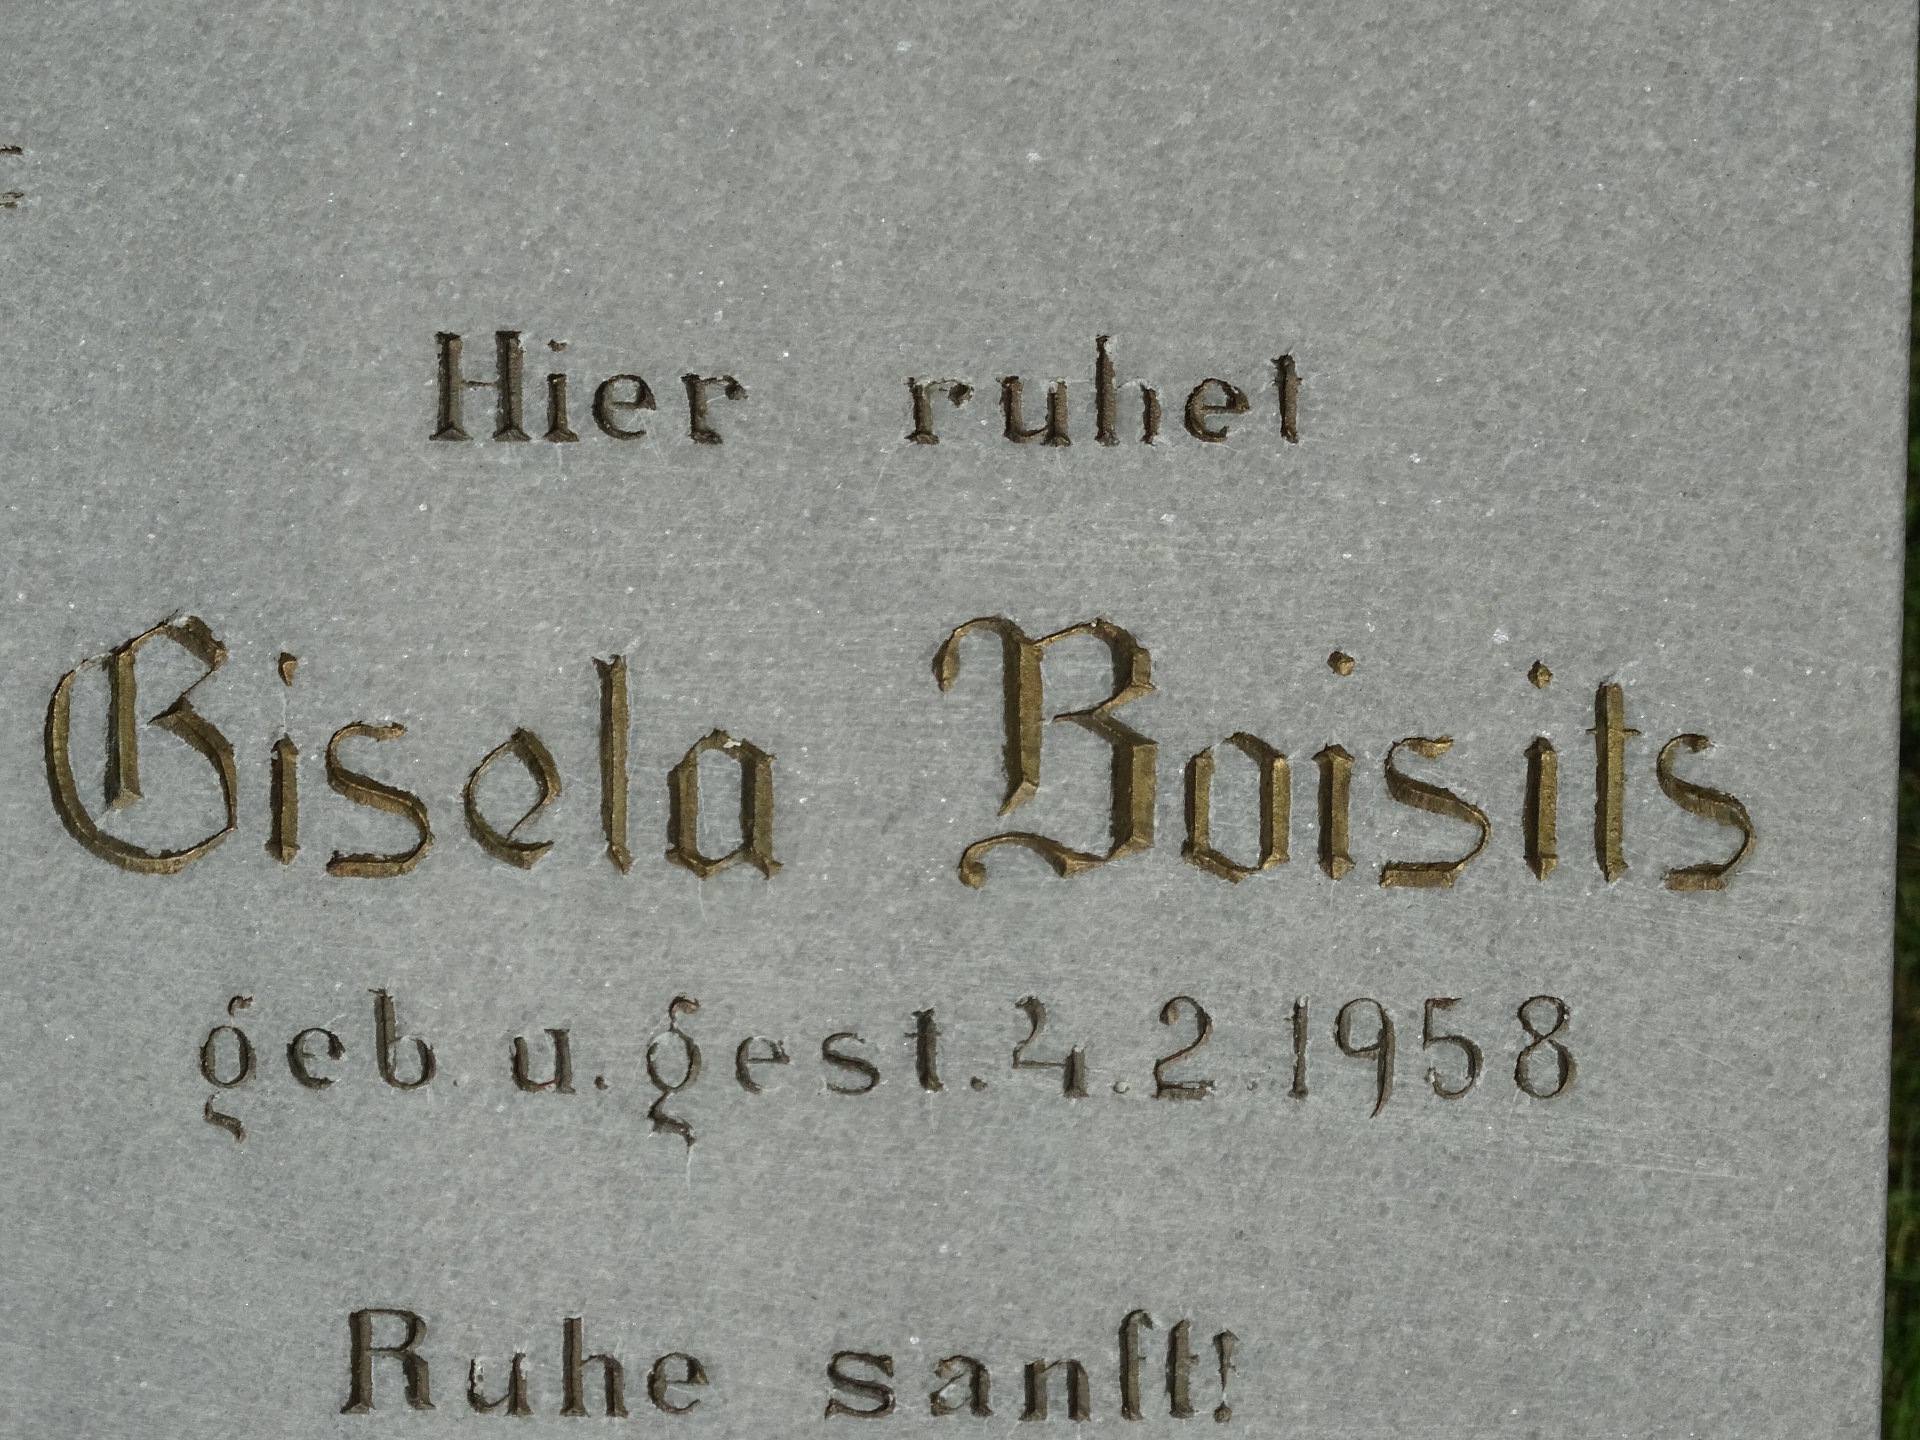 Hier ruhet
Gisela Boisits
geb. u. gest. 4.2.1958
Ruhe sanft!